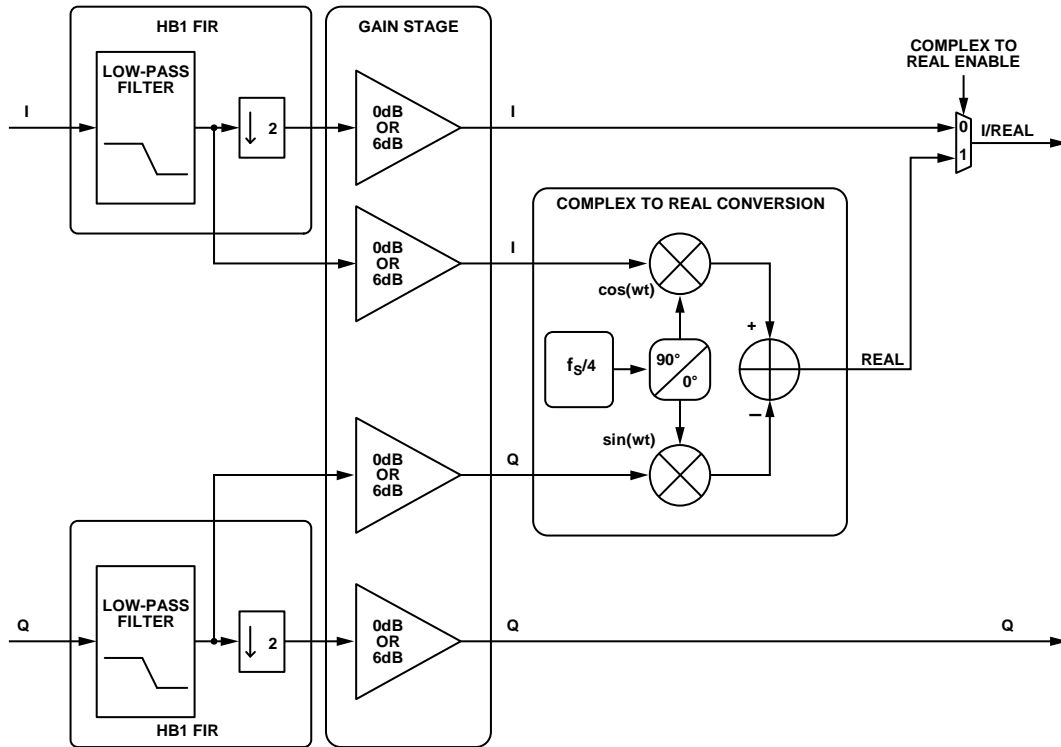 HB1 FIR
GAIN STAGE
LOW-PASS
FILTER
I
2
0dB
OR
6dB
I
COMPLEX TO
REAL ENABLE
0
1
I/REAL
0dB
OR
6dB
I
COMPLEX TO REAL CONVERSION
cos(wt)
fS/4
90°
0°
+
–
REAL
sin(wt)
0dB
OR
6dB
Q
LOW-PASS
FILTER
Q
2
0dB
OR
6dB
Q
Q
HB1 FIR